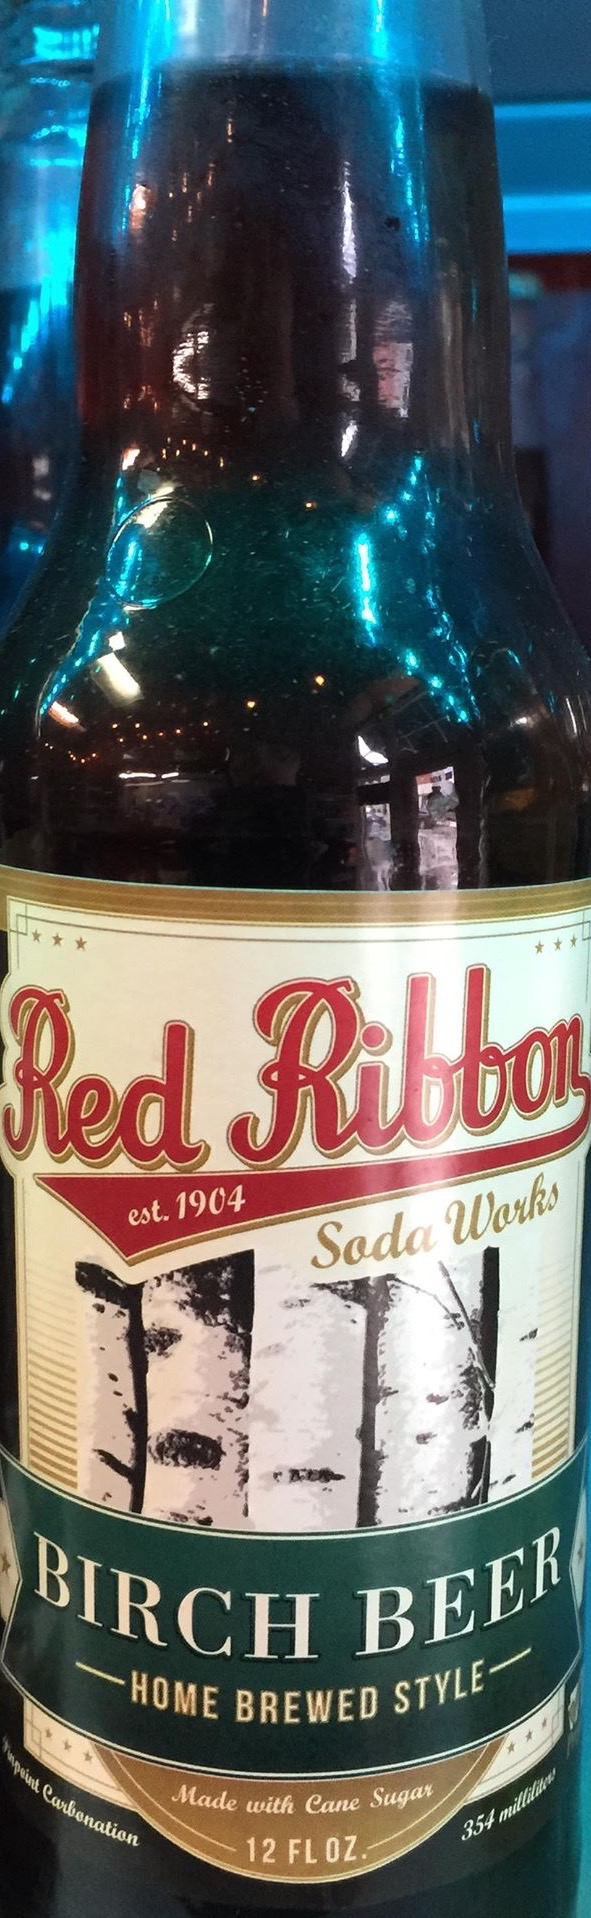 Red Ribbon
est. 1904
Soda Works
BIRCH BEER
HOME BREWED STYLE
Made with Cane Sugar
Pinpoint Carbonation
12 FL OZ.
354 milliliters